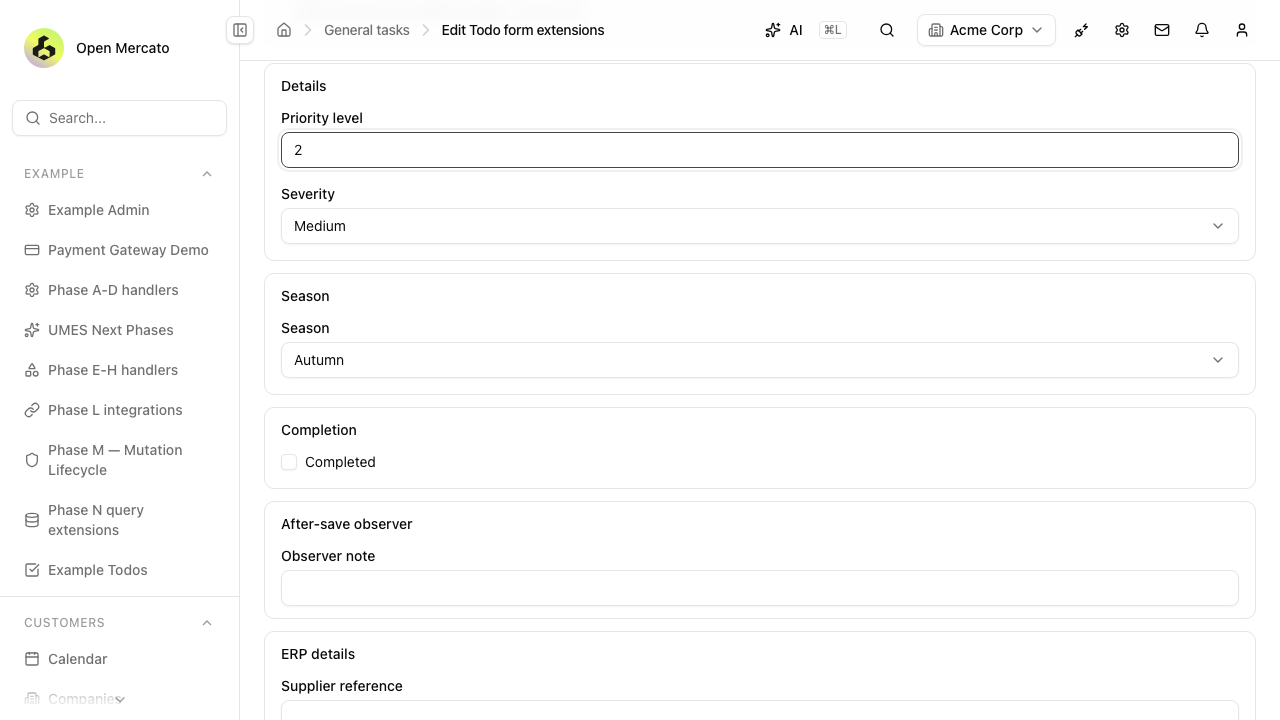 Open Mercato
Search...
EXAMPLE
Example Admin
Payment Gateway Demo
Phase A-D handlers
UMES Next Phases
Phase E-H handlers
Phase L integrations
Phase M — Mutation
Lifecycle
Phase N query
extensions
Example Todos
CUSTOMERS
Calendar
Companies
General tasks
Edit Todo form extensions
AI
⌘L
Acme Corp
Details
Priority level
2
Severity
Medium
Season
Season
Autumn
Completion
Completed
After-save observer
Observer note
ERP details
Supplier reference